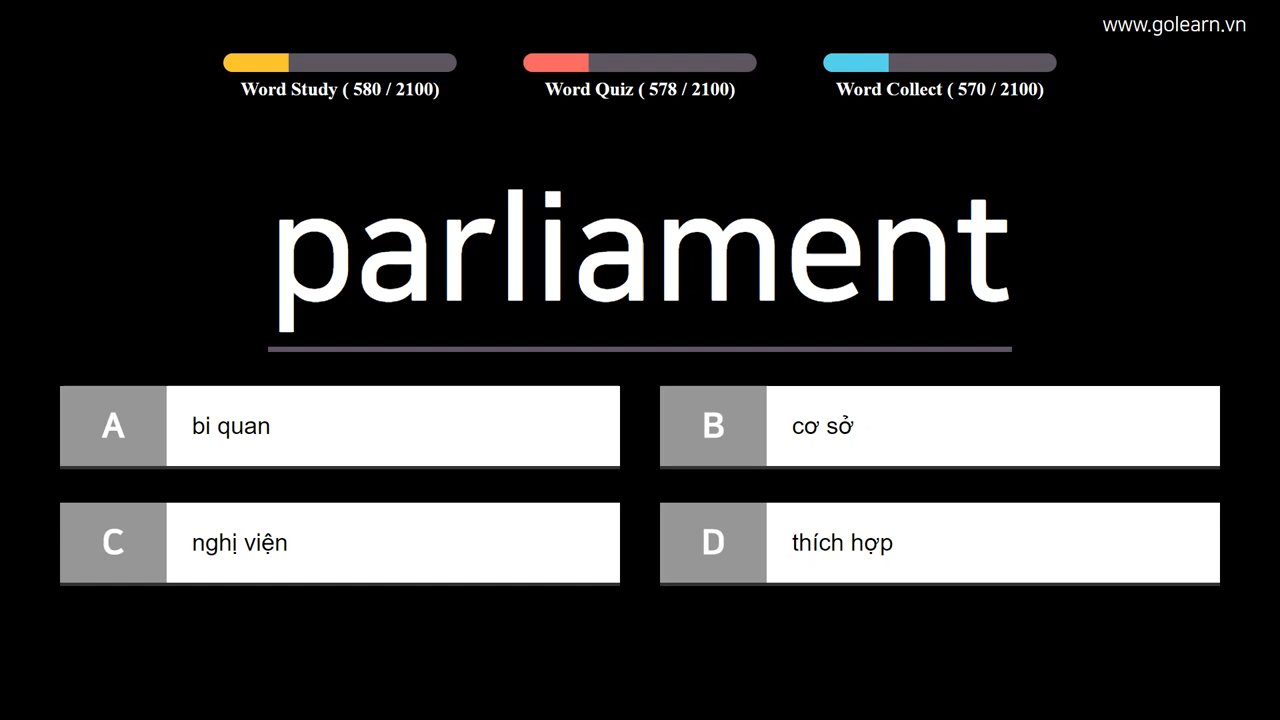 www.golearn.vn
Word Study ( 580 / 2100)
Word Quiz ( 578 / 2100)
Word Collect ( 570 / 2100)
parliament
A bi quan
B cơ sở
C nghị viện
D thích hợp